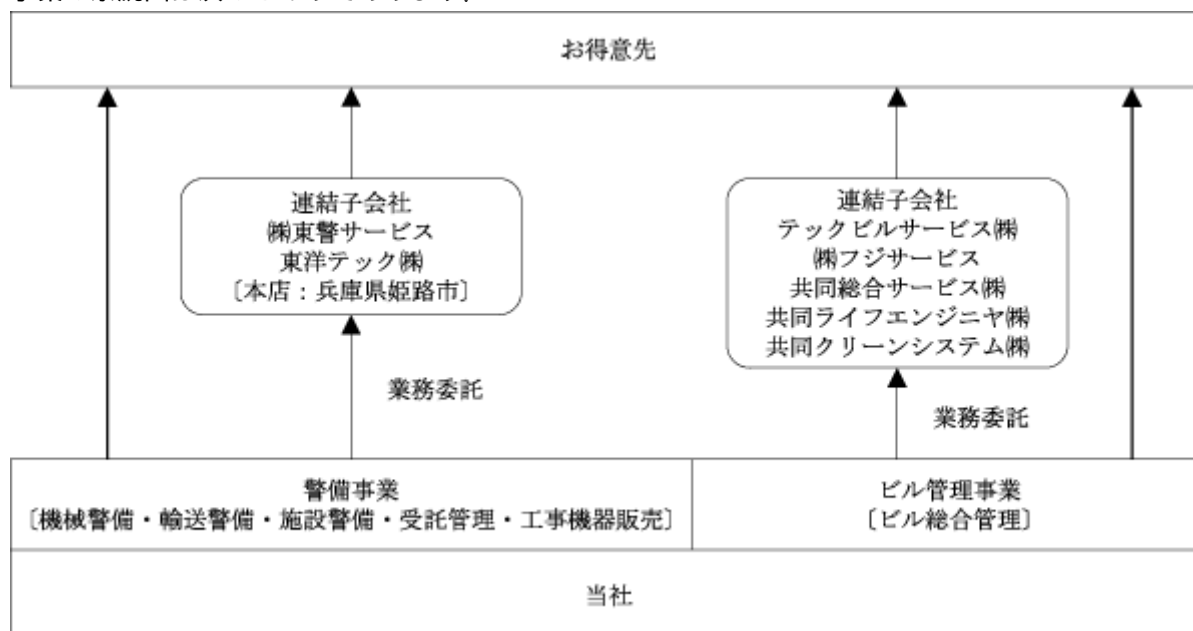 お得意先
連結子会社
㈱東警サービス
東洋テック㈱
〔本店：兵庫県姫路市〕
連結子会社
テックビルサービス㈱
㈱フジサービス
共同総合サービス㈱
共同ライフエンジニヤ㈱
共同クリーンシステム㈱
業務委託
業務委託
警備事業
〔機械警備・輸送警備・施設警備・受託管理・工事機器販売〕
ビル管理事業
〔ビル総合管理〕
当社